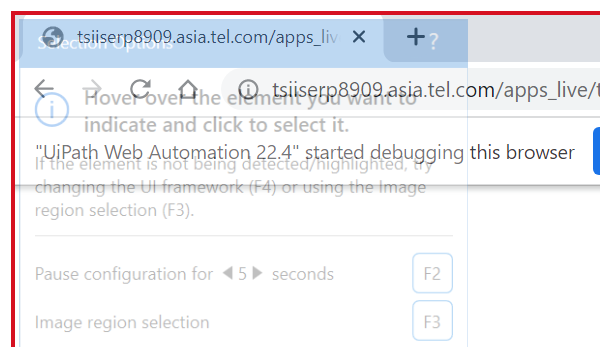 Selection Options
tsiiserp8909.asia.tel.com/apps_liv
?
tsiiserp8909.asia.tel.com/apps_live/t
Hover over the element you want to
indicate and click to select it.
"UiPath Web Automation 22.4" started debugging this browser
If the element is not being detected/highlighted, try
changing the UI framework (F4) or using the Image
region selection (F3).
Pause configuration for 5 seconds F2
Image region selection F3